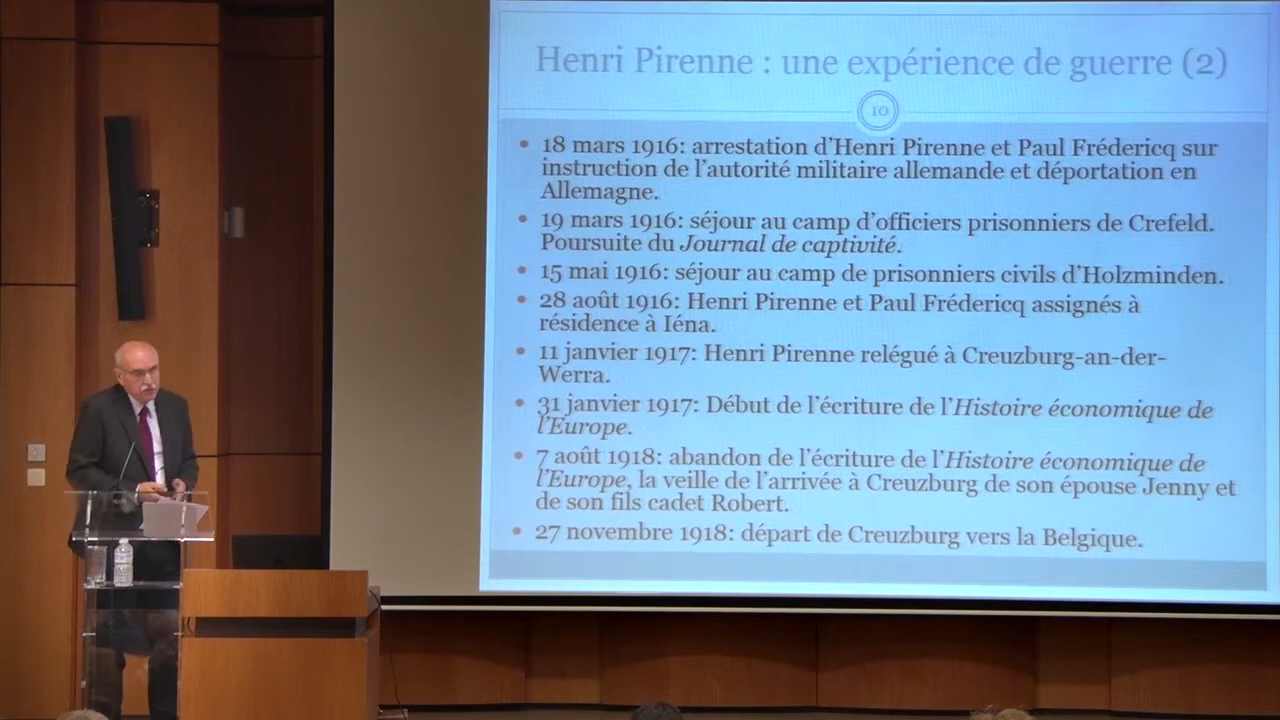 Henri Pirenne : une expérience de guerre (2)
10
• 18 mars 1916: arrestation d'Henri Pirenne et Paul Frédericq sur
instruction de l'autorité militaire allemande et déportation en
Allemagne.
• 19 mars 1916: séjour au camp d'officiers prisonniers de Crefeld.
Poursuite du Journal de captivité.
• 15 mai 1916: séjour au camp de prisonniers civils d'Holzminden.
• 28 août 1916: Henri Pirenne et Paul Frédericq assignés à
résidence à Iéna.
• 11 janvier 1917: Henri Pirenne relégué à Creuzburg-an-der-
Werra.
• 31 janvier 1917: Début de l'écriture de l'Histoire économique de
l'Europe.
• 7 août 1918: abandon de l'écriture de l'Histoire économique de
l'Europe, la veille de l'arrivée à Creuzburg de son épouse Jenny et
de son fils cadet Robert.
• 27 novembre 1918: départ de Creuzburg vers la Belgique.